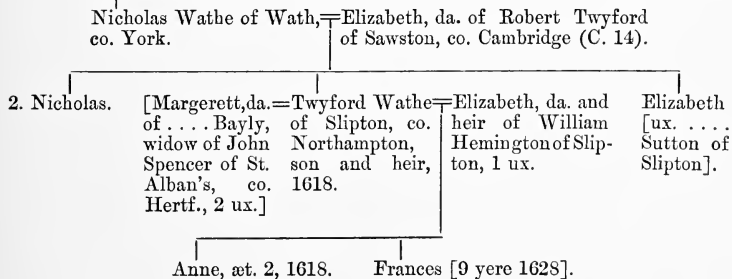 Nicholas Wathe of Wath,=Elizabeth, da. of Robert Twyford
co. York.
of Sawston, co. Cambridge (C. 14).
2. Nicholas.
[Margerett, da.=Twyford Wathe=Elizabeth, da. and
of .... Bayly,
widow of John
Spencer of St.
Alban's, co.
Hertf., 2 ux.]
of Slipton, co.
Northampton,
son and heir,
1618.
heir of William
Hemington of Slip-
ton, 1 ux.
Elizabeth
[ux. ....
Sutton of
Slipton].
Anne, æt. 2, 1618.
Frances [9 yere 1628].